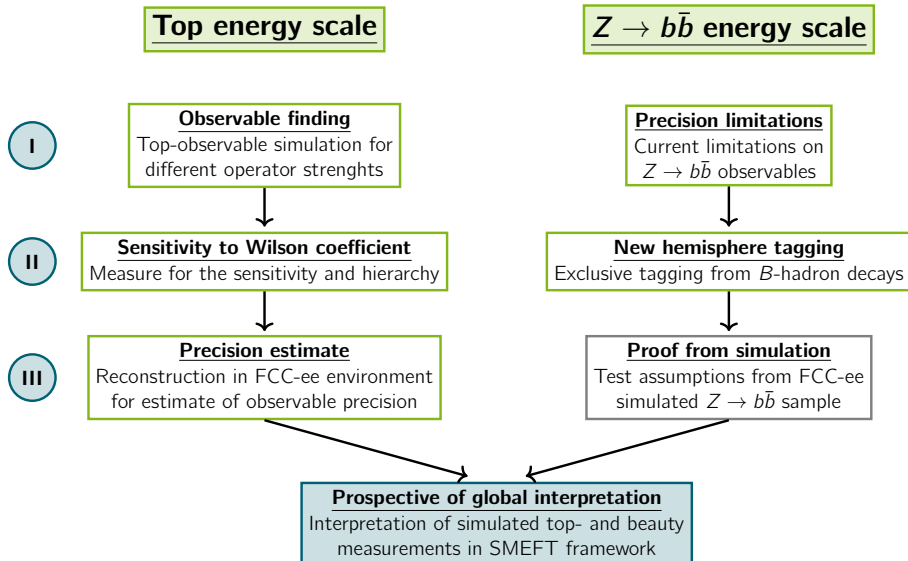 Top energy scale
Z → bb̄ energy scale
I
Observable finding
Top-observable simulation for
different operator strenghts
Precision limitations
Current limitations on
Z → bb̄ observables
II
Sensitivity to Wilson coefficient
Measure for the sensitivity and hierarchy
New hemisphere tagging
Exclusive tagging from B-hadron decays
III
Precision estimate
Reconstruction in FCC-ee environment
for estimate of observable precision
Proof from simulation
Test assumptions from FCC-ee
simulated Z → bb̄ sample
Prospective of global interpretation
Interpretation of simulated top- and beauty
measurements in SMEFT framework